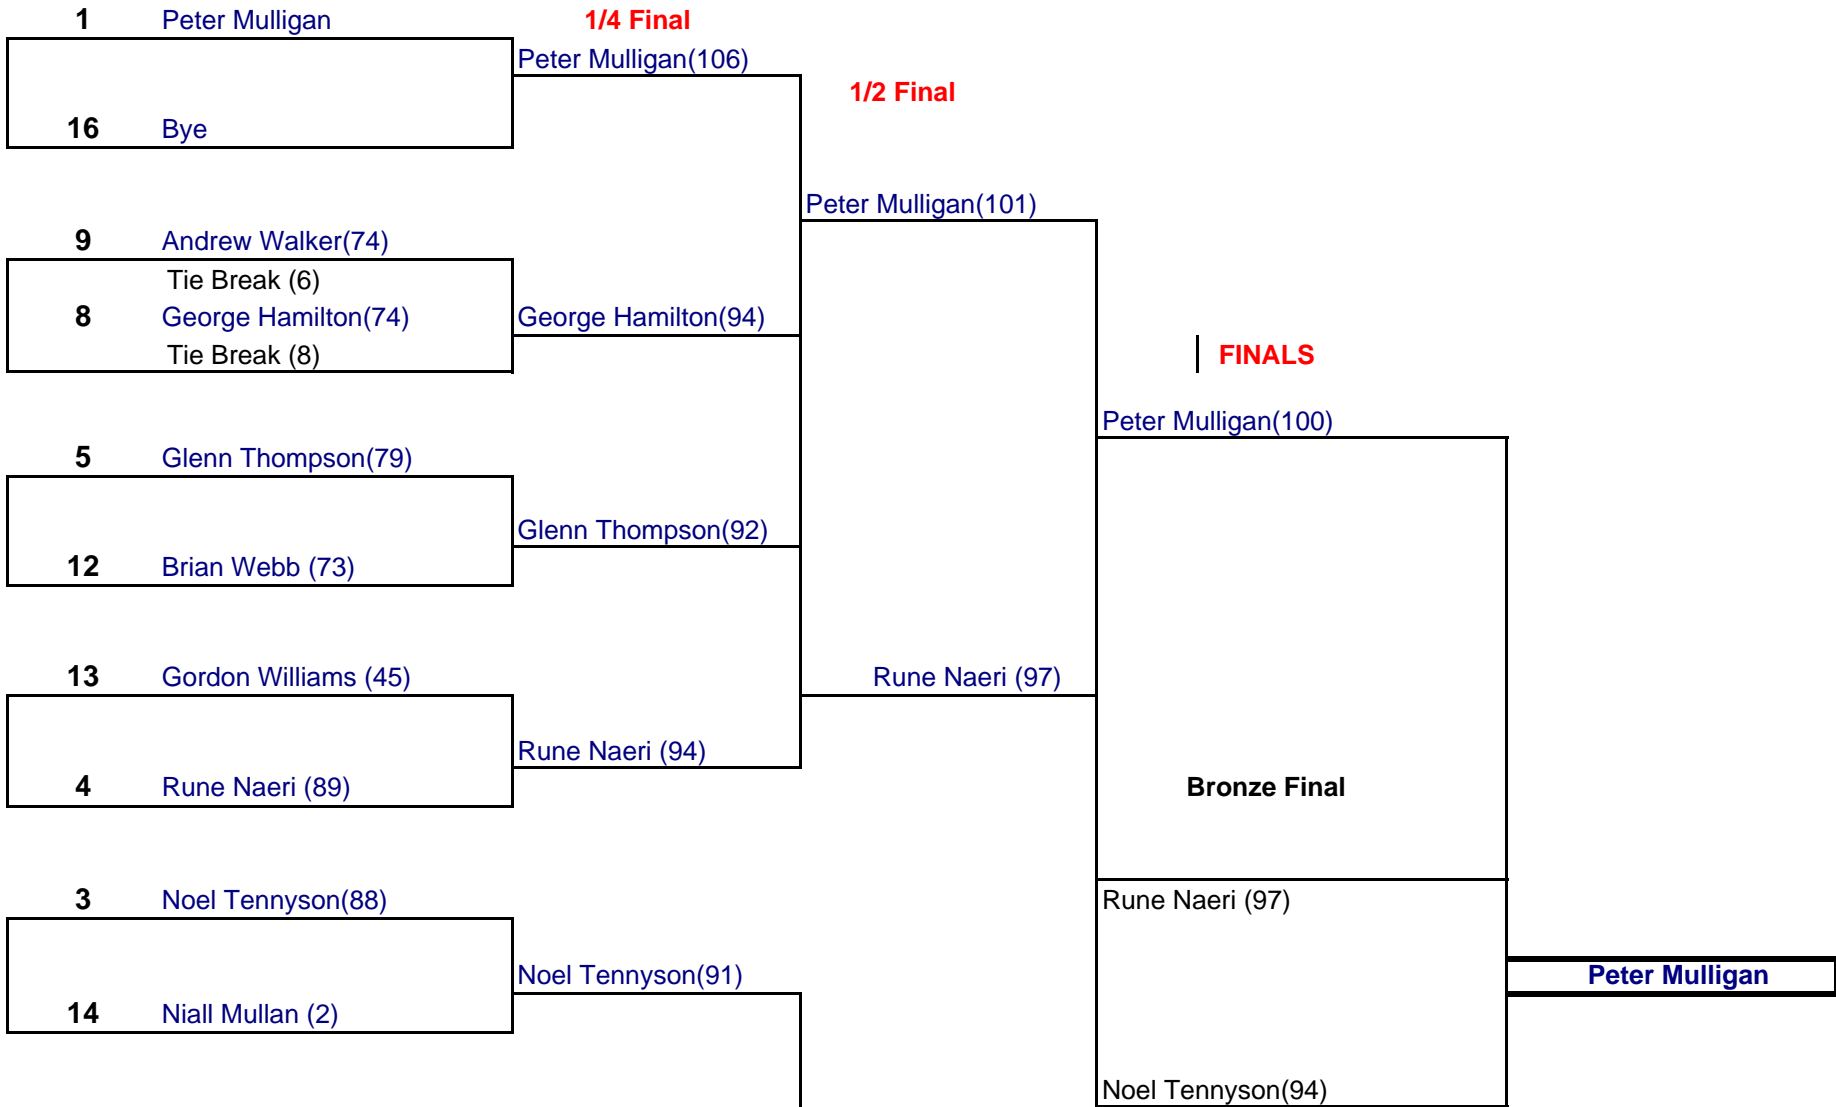 1 Peter Mulligan 1/4 Final
Peter Mulligan(106)
1/2 Final
16 Bye
Peter Mulligan(101)
9 Andrew Walker(74)
Tie Break (6)
8 George Hamilton(74) George Hamilton(94)
Tie Break (8) FINALS
Peter Mulligan(100)
5 Glenn Thompson(79)
Glenn Thompson(92)
12 Brian Webb (73)
13 Gordon Williams (45) Rune Naeri (97)
Rune Naeri (94)
4 Rune Naeri (89) Bronze Final
3 Noel Tennyson(88) Rune Naeri (97)
Noel Tennyson(91) Peter Mulligan
14 Niall Mullan (2)
Noel Tennyson(94)